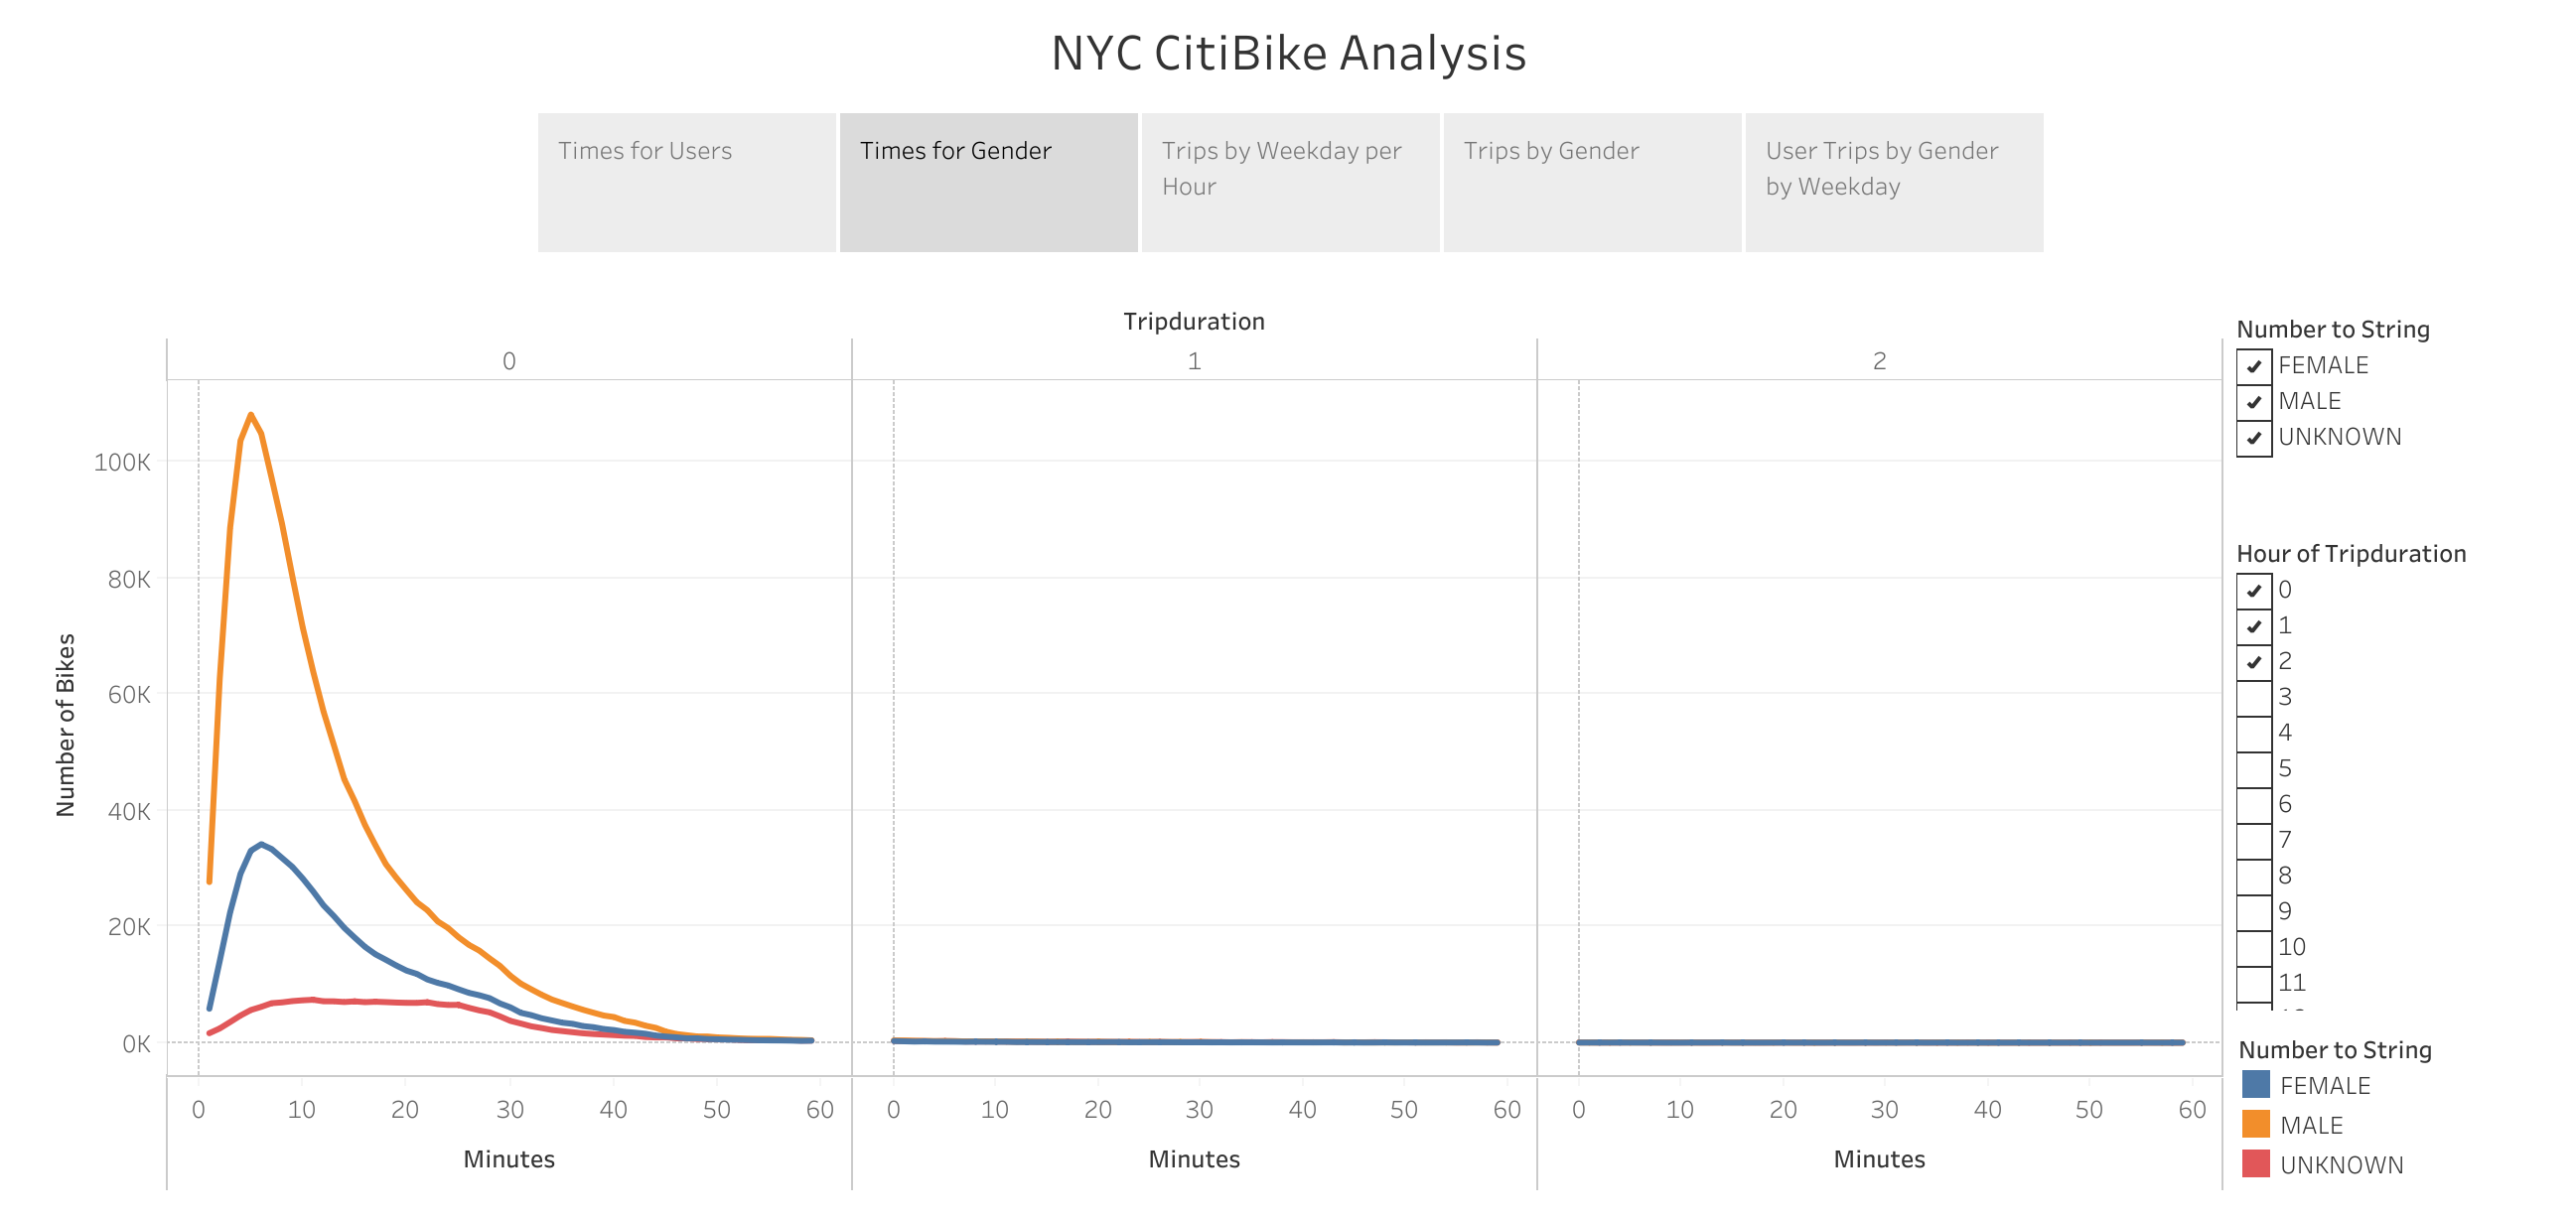 NYC CitiBike Analysis
Times for Users
Times for Gender
Trips by Weekday per
Hour
Trips by Gender
User Trips by Gender
by Weekday
Tripduration
0
1
2
Number of Bikes
100K
80K
60K
40K
20K
0K
0 10 20 30 40 50 60
0 10 20 30 40 50 60
0 10 20 30 40 50 60
Minutes
Minutes
Minutes
Number to String
FEMALE
MALE
UNKNOWN
Hour of Tripduration
0
1
2
3
4
5
6
7
8
9
10
11
Number to String
FEMALE
MALE
UNKNOWN